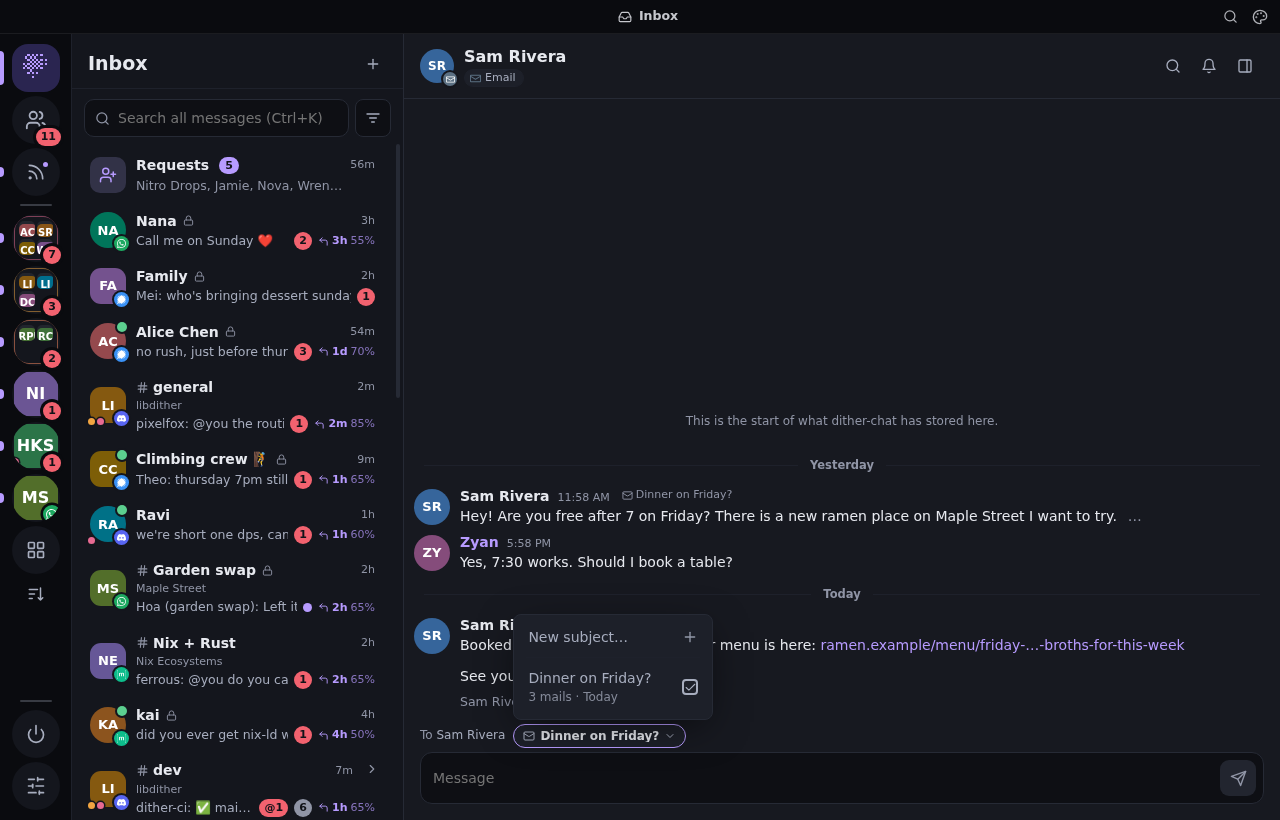 Inbox
Inbox
Search all messages (Ctrl+K)
11
AC SR
CC
7
LI LI
DC
3
RP RC
2
NI
1
HKS
1
MS
Requests 5 56m
Nitro Drops, Jamie, Nova, Wren…
NA
Nana 3h
Call me on Sunday ❤️ 2 3h 55%
FA
Family 2h
Mei: who's bringing dessert sunda 1
AC
Alice Chen 54m
no rush, just before thur 3 1d 70%
LI
# general 2m
libdither
pixelfox: @you the routi 1 2m 85%
CC
Climbing crew 🧗 9m
Theo: thursday 7pm still 1 1h 65%
RA
Ravi 1h
we're short one dps, can 1 1h 60%
MS
# Garden swap 2h
Maple Street
Hoa (garden swap): Left it 2h 65%
NE
# Nix + Rust 2h
Nix Ecosystems
ferrous: @you do you ca 1 2h 65%
KA
kai 4h
did you ever get nix-ld w 1 4h 50%
LI
# dev 7m
libdither
dither-ci: ✅ mai… @1 6 1h 65%
SR
Sam Rivera
Email
This is the start of what dither-chat has stored here.
Yesterday
SR
Sam Rivera 11:58 AM Dinner on Friday?
Hey! Are you free after 7 on Friday? There is a new ramen place on Maple Street I want to try. …
ZY
Zyan 5:58 PM
Yes, 7:30 works. Should I book a table?
Today
SR
Sam Ri
Booked menu is here: ramen.example/menu/friday-…-broths-for-this-week
See you
Sam Rive
New subject…
Dinner on Friday?
3 mails · Today
To Sam Rivera Dinner on Friday?
Message